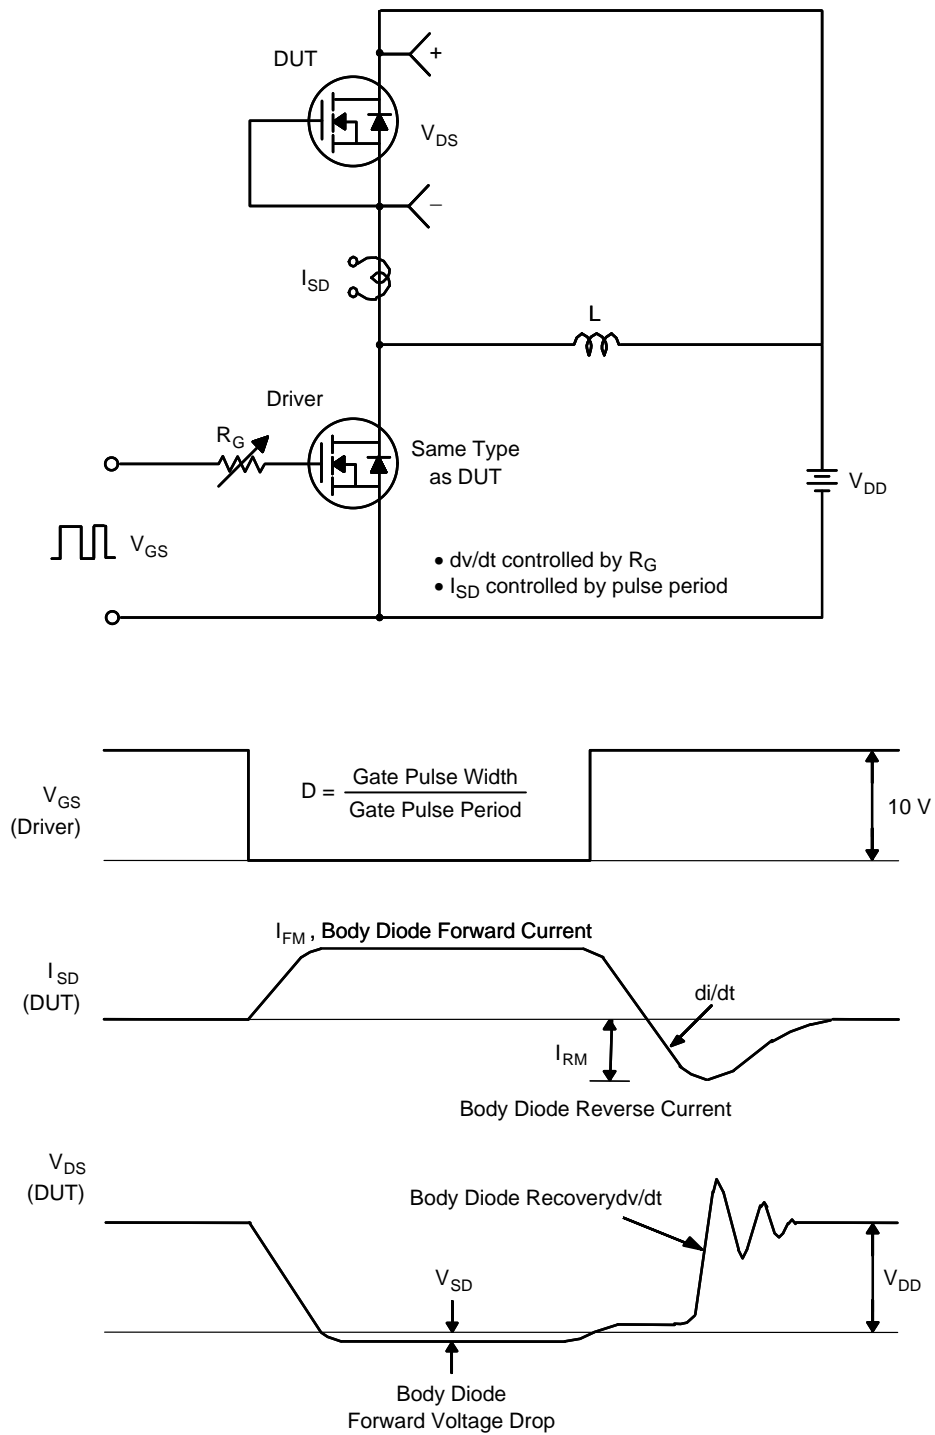 DUT
+
V_DS
−
I_SD
L
Driver
R_G
Same Type
as DUT
V_DD
V_GS
• dv/dt controlled by R_G
• I_SD controlled by pulse period
V_GS
(Driver)
D = Gate Pulse Width
Gate Pulse Period
10 V
I_FM , Body Diode Forward Current
I_SD
(DUT)
di/dt
I_RM
Body Diode Reverse Current
V_DS
(DUT)
Body Diode Recoverydv/dt
V_SD
V_DD
Body Diode
Forward Voltage Drop